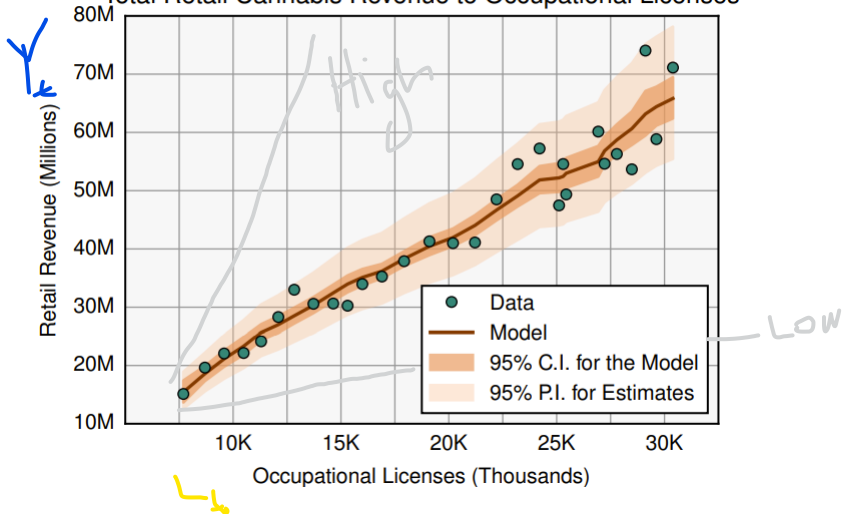 Total Retail Cannabis Revenue to Occupational Licenses
80M
70M
60M
50M
40M
30M
20M
10M
Retail Revenue (Millions)
High
Data
Model
95% C.I. for the Model
95% P.I. for Estimates
Low
10K
15K
20K
25K
30K
Occupational Licenses (Thousands)